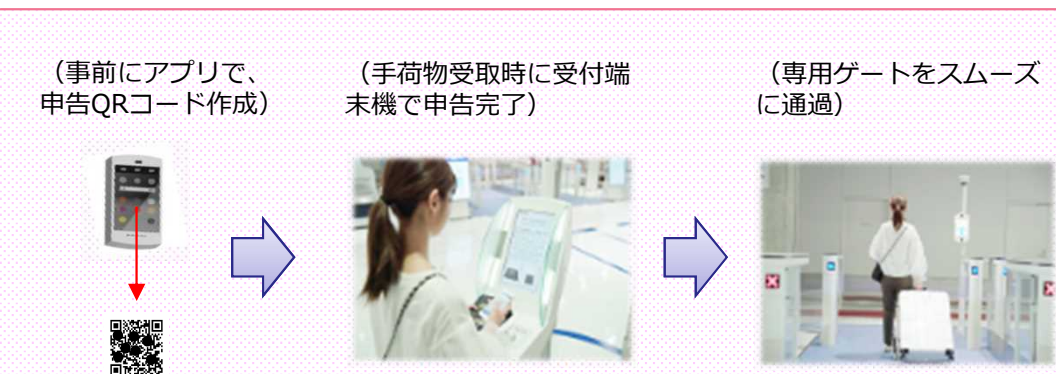 （事前にアプリで、
申告QRコード作成）
（手荷物受取時に受付端
末機で申告完了）
（専用ゲートをスムーズ
に通過）